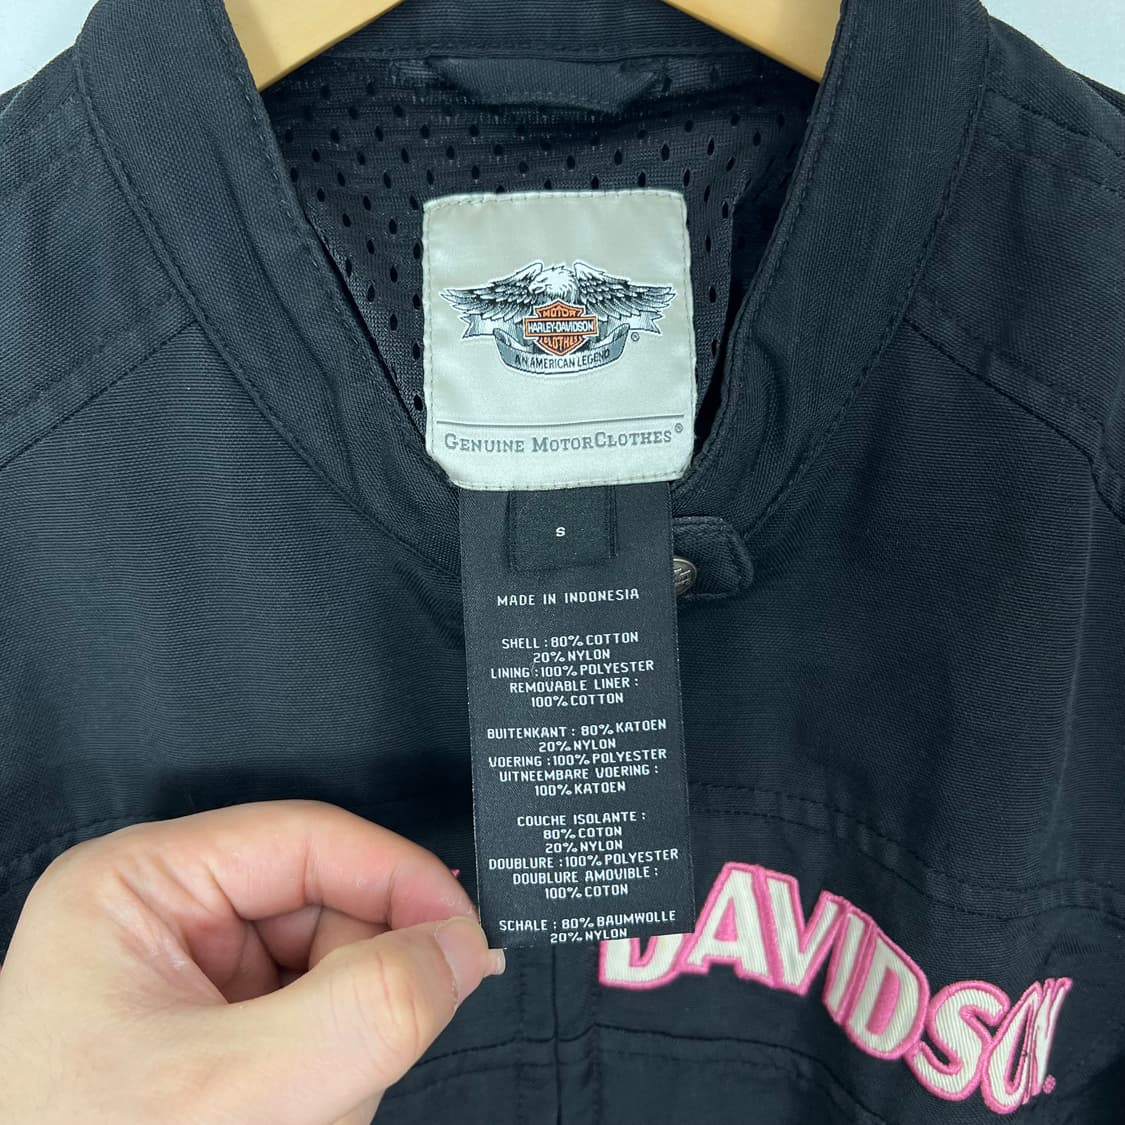 MOTOR
HARLEY-DAVIDSON
CLOTHES
®
AN AMERICAN LEGEND
GENUINE MOTORCLOTHES®
S
MADE IN INDONESIA
SHELL : 80% COTTON
20% NYLON
LINING : 100% POLYESTER
REMOVABLE LINER :
100% COTTON
BUITENKANT : 80% KATOEN
20% NYLON
VOERING : 100% POLYESTER
UITNEEMBARE VOERING :
100% KATOEN
COUCHE ISOLANTE :
80% COTON
20% NYLON
DOUBLURE : 100% POLYESTER
DOUBLURE AMOVIBLE :
100% COTON
SCHALE : 80% BAUMWOLLE
20% NYLON
DAVIDSON